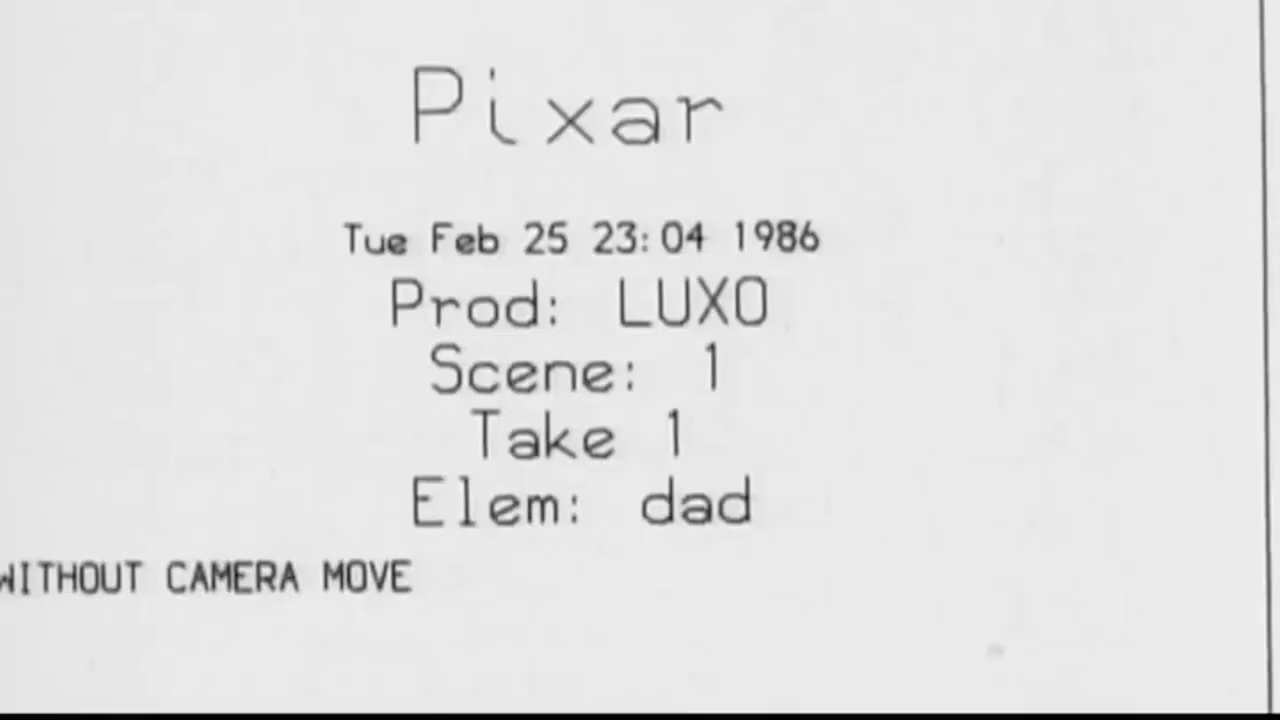 Pixar
Tue Feb 25 23:04 1986
Prod: LUXO
Scene: 1
Take 1
Elem: dad
WITHOUT CAMERA MOVE